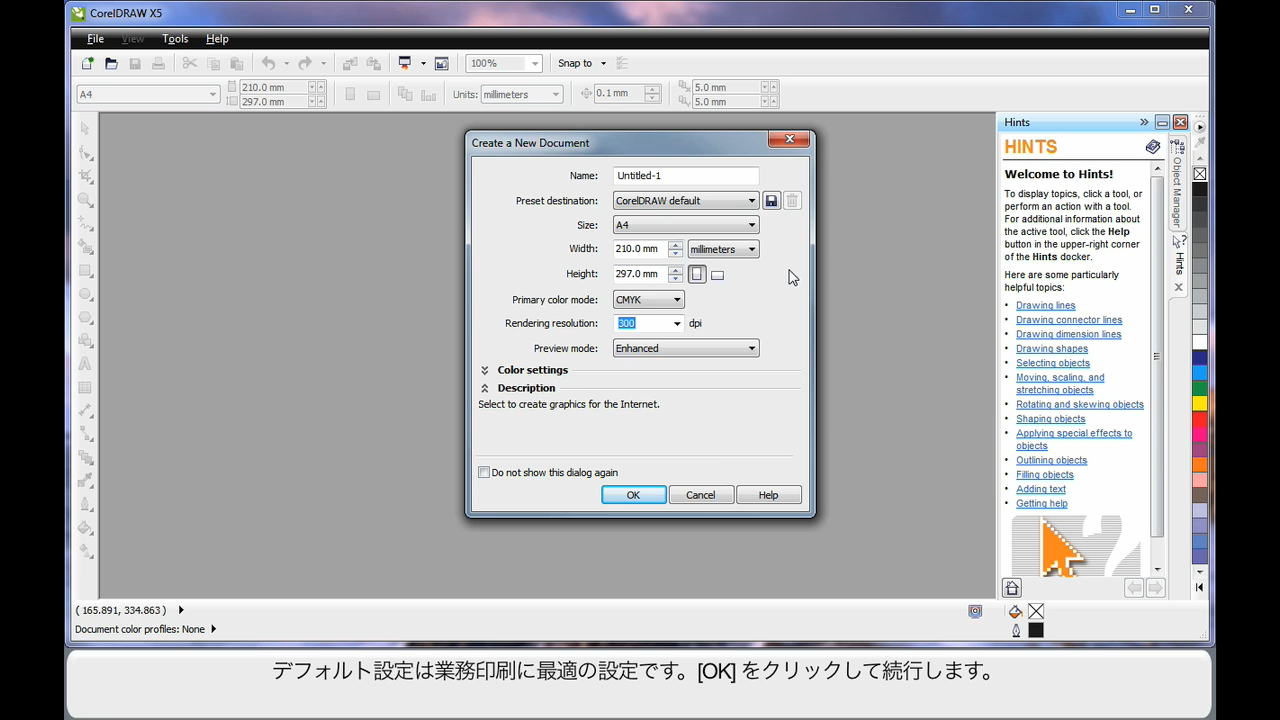 CorelDRAW X5
File View Tools Help
100% Snap to
A4 210.0 mm 297.0 mm Units: millimeters 0.1 mm 5.0 mm 5.0 mm
Create a New Document
Name: Untitled-1
Preset destination: CorelDRAW default
Size: A4
Width: 210.0 mm millimeters
Height: 297.0 mm
Primary color mode: CMYK
Rendering resolution: 300 dpi
Preview mode: Enhanced
Color settings
Description
Select to create graphics for the Internet.
Do not show this dialog again
OK Cancel Help
Hints
HINTS
Welcome to Hints!
To display topics, click a tool, or
perform an action with a tool.
For additional information about
the active tool, click the Help
button in the upper-right corner
of the Hints docker.
Here are some particularly
helpful topics:
• Drawing lines
• Drawing connector lines
• Drawing dimension lines
• Drawing shapes
• Selecting objects
• Moving, scaling, and
stretching objects
• Rotating and skewing objects
• Shaping objects
• Applying special effects to
objects
• Outlining objects
• Filling objects
• Adding text
• Getting help
Object Manager
Hints
( 165.891, 334.863 )
Document color profiles: None
デフォルト設定は業務印刷に最適の設定です。[OK] をクリックして続行します。